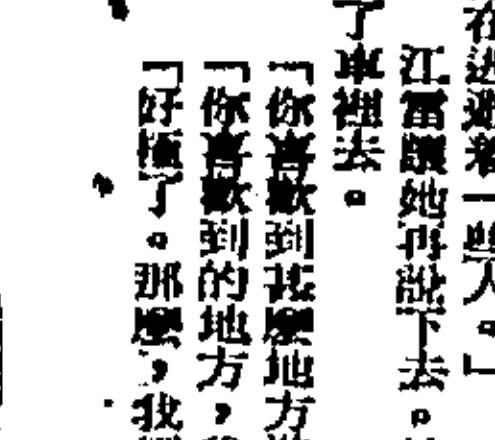 在逃避着一些人。」
江富讓她再說下去。
了車裡去。
「你喜歡到甚麼地方
「你喜歡到的地方，
「好極了。那麼，我